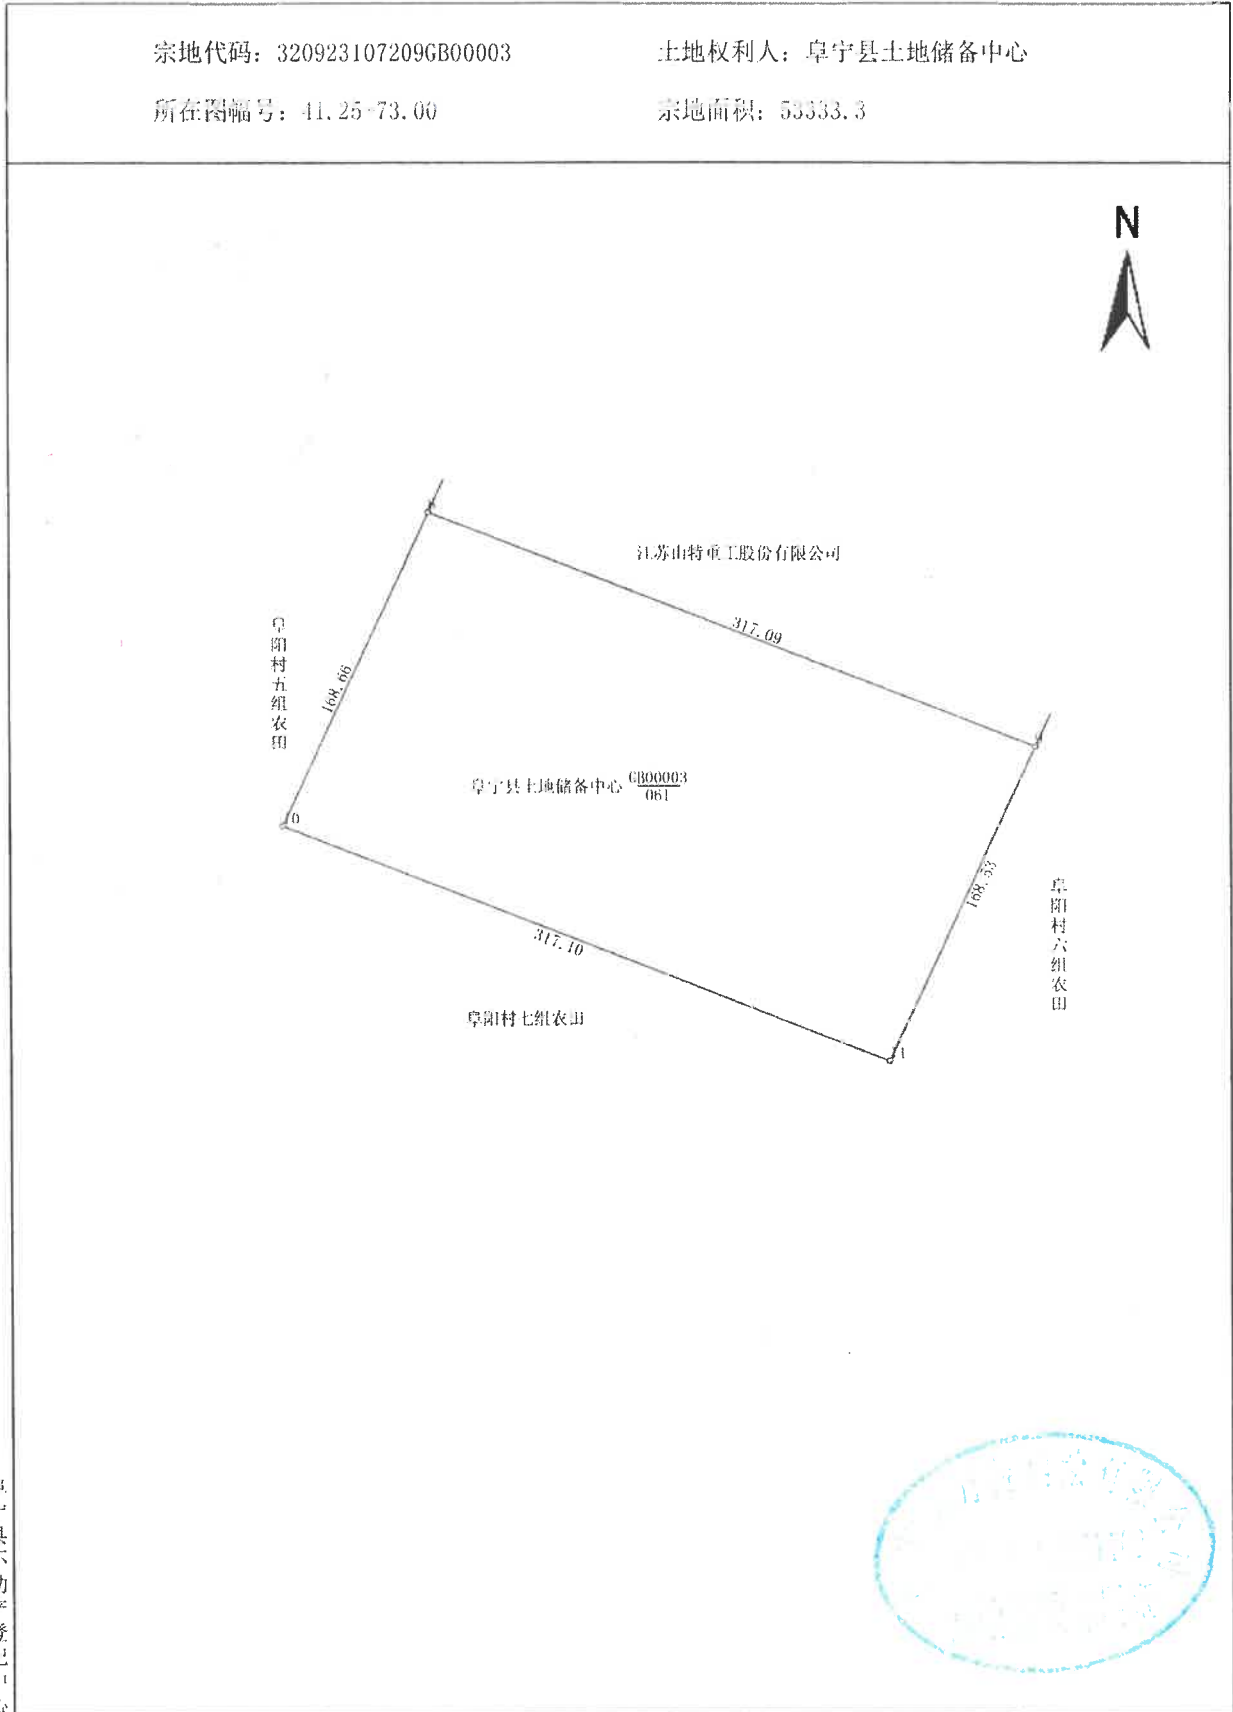 宗地代码：320923107209GB00003
土地权利人：阜宁县土地储备中心
所在图幅号：41.25-73.00
宗地面积：53333.3
N
江苏山特重工股份有限公司
317.09
阜阳村五组农田
168.66
阜宁县土地储备中心 GB00003
061
10
168.53
阜阳村六组农田
317.10
阜阳村七组农田
11